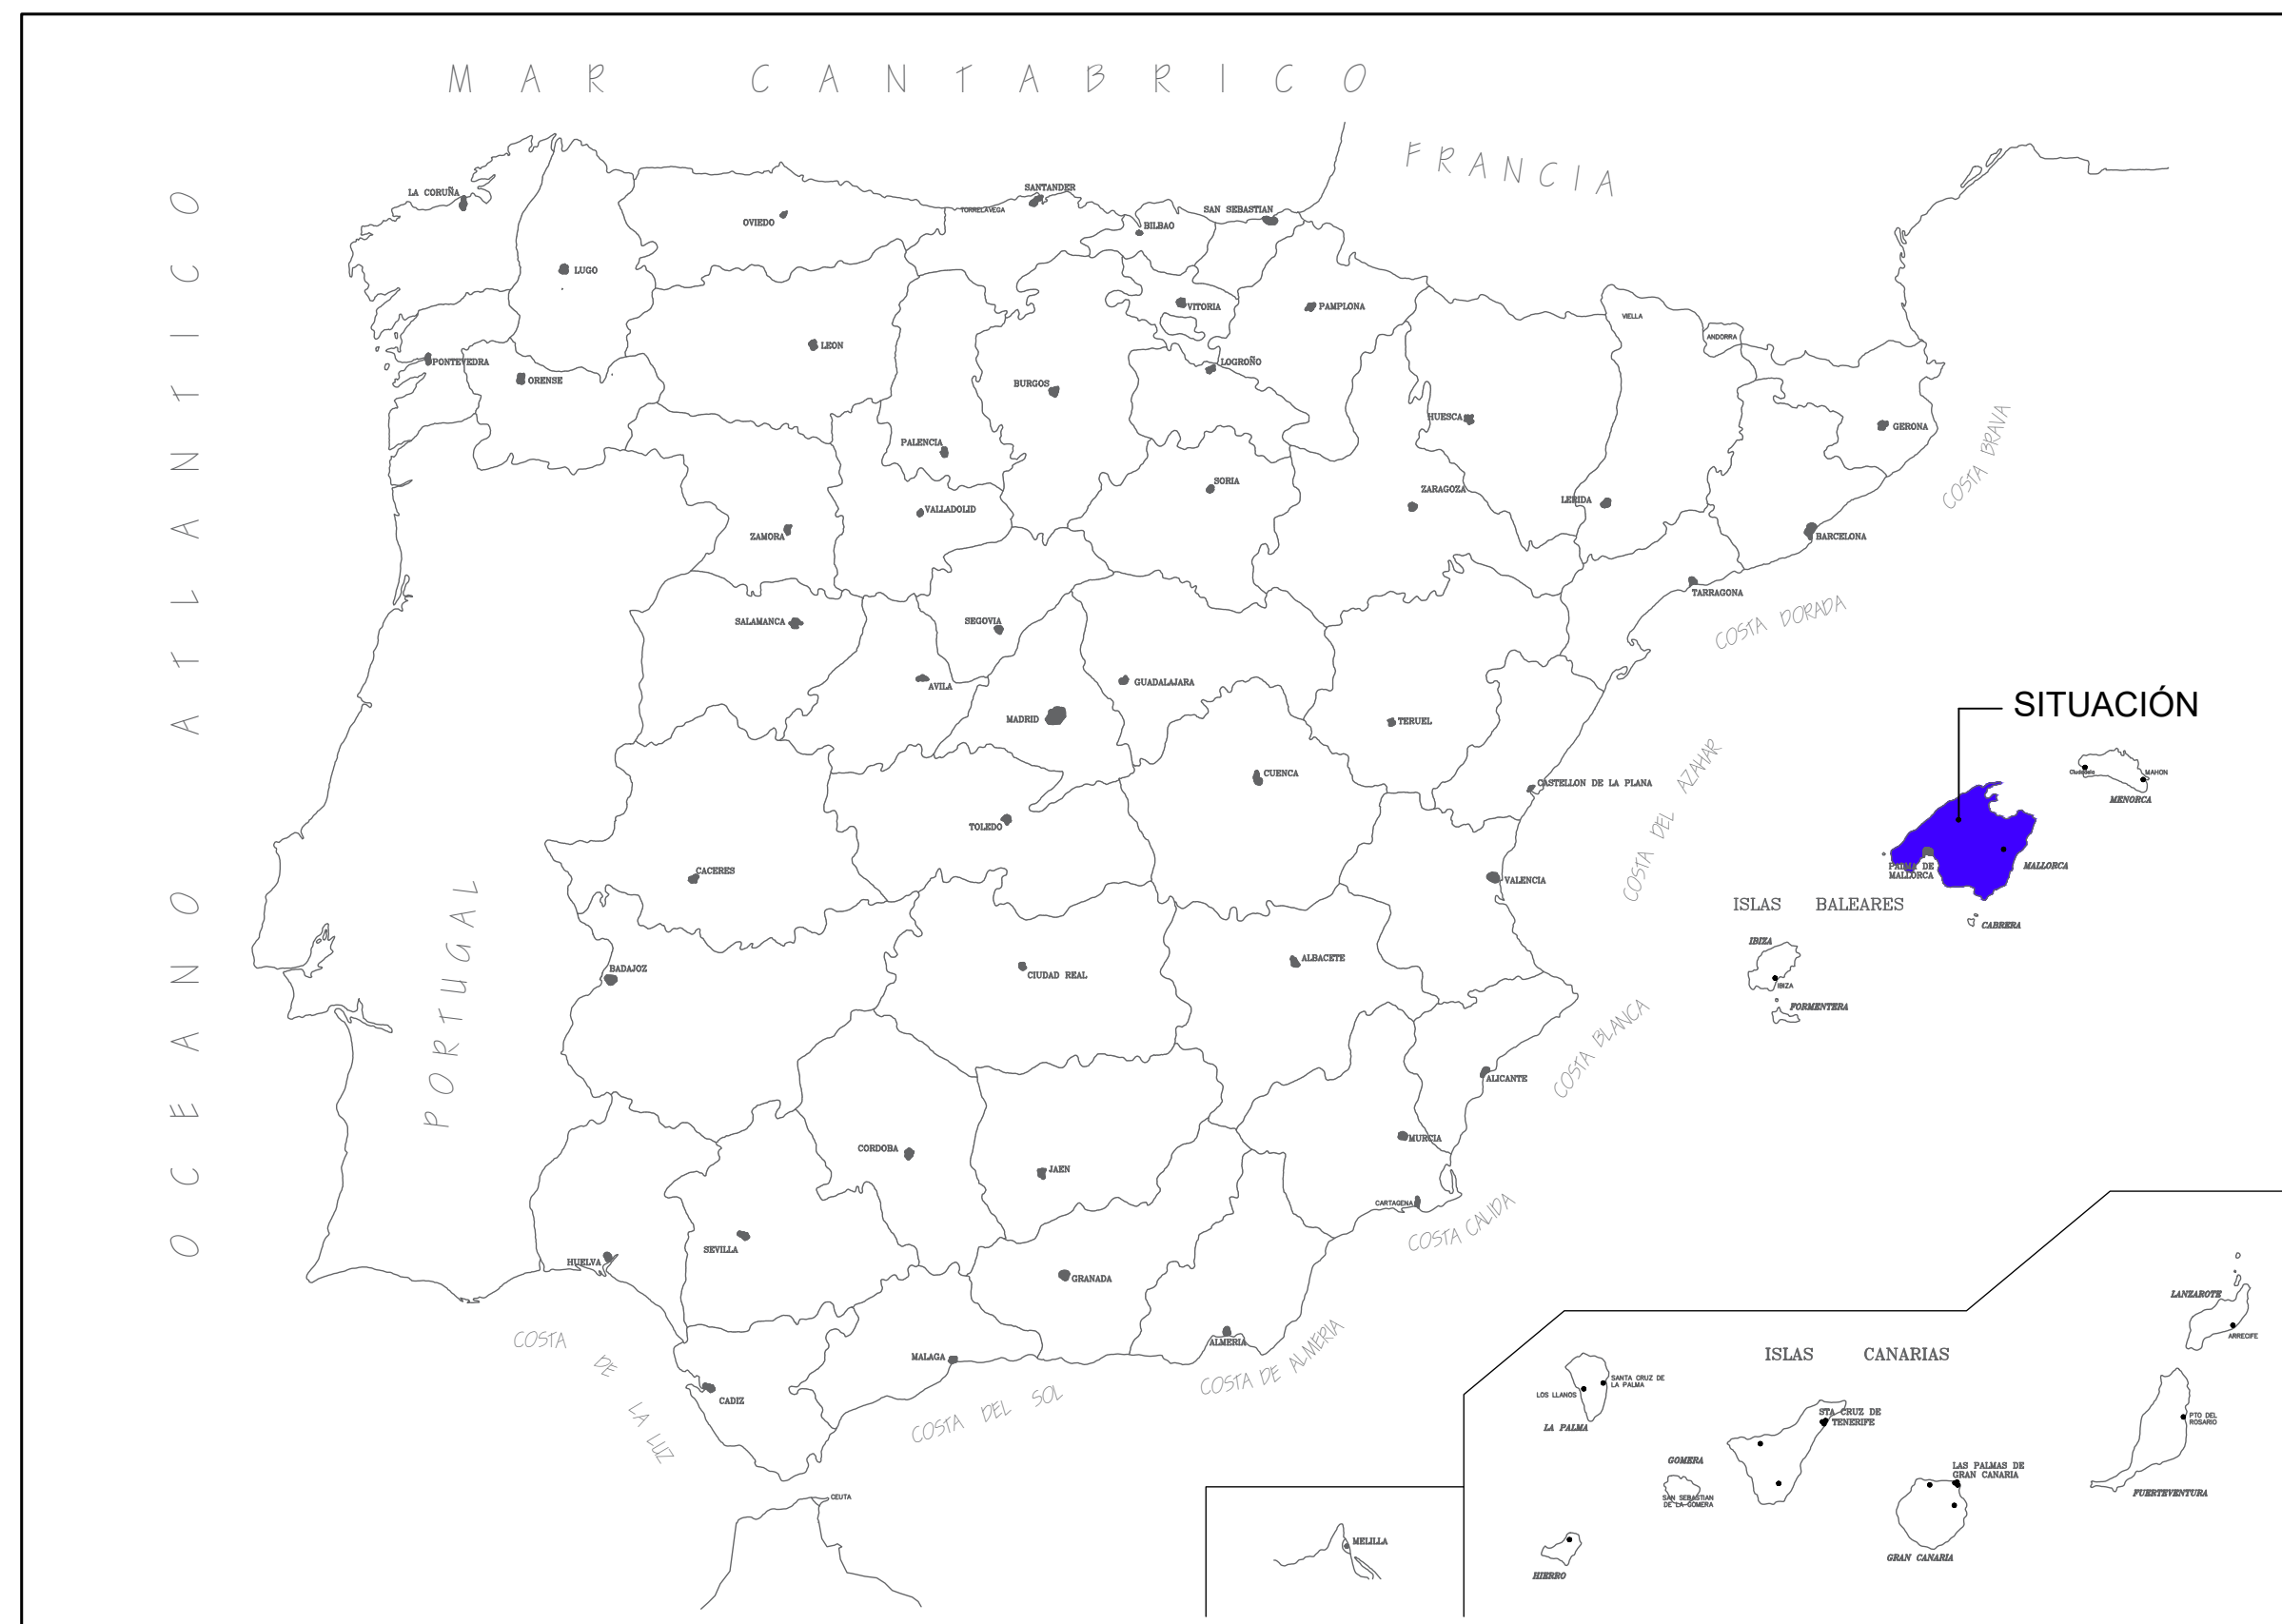 MAR CANTABRICO
FRANCIA
OCEANO ATLANTICO
PORTUGAL
LA CORUÑA
LUGO
OVIEDO
TORRELAVEGA
SANTANDER
BILBAO
SAN SEBASTIAN
VITORIA
PAMPLONA
VIELLA
ANDORRA
PONTEVEDRA
ORENSE
LEON
BURGOS
LOGROÑO
HUESCA
GERONA
COSTA BRAVA
PALENCIA
SORIA
ZARAGOZA
LERIDA
VALLADOLID
ZAMORA
BARCELONA
TARRAGONA
COSTA DORADA
SALAMANCA
SEGOVIA
AVILA
GUADALAJARA
MADRID
TERUEL
SITUACIÓN
CUENCA
CASTELLON DE LA PLANA
COSTA DEL AZAHAR
Ciudadela
MAHON
MENORCA
TOLEDO
CACERES
VALENCIA
PALMA DE
MALLORCA
MALLORCA
ISLAS BALEARES
CABRERA
IBIZA
IBIZA
FORMENTERA
BADAJOZ
CIUDAD REAL
ALBACETE
COSTA BLANCA
ALICANTE
CORDOBA
JAEN
MURCIA
CARTAGENA
COSTA CALIDA
HUELVA
SEVILLA
GRANADA
ALMERIA
COSTA DE ALMERIA
MALAGA
COSTA DEL SOL
CADIZ
COSTA DE LA LUZ
CEUTA
MELILLA
ISLAS CANARIAS
LANZAROTE
ARRECIFE
LOS LLANOS
SANTA CRUZ DE
LA PALMA
LA PALMA
STA CRUZ DE
TENERIFE
PTO DEL
ROSARIO
GOMERA
SAN SEBASTIAN
DE LA GOMERA
LAS PALMAS DE
GRAN CANARIA
FUERTEVENTURA
GRAN CANARIA
HIERRO